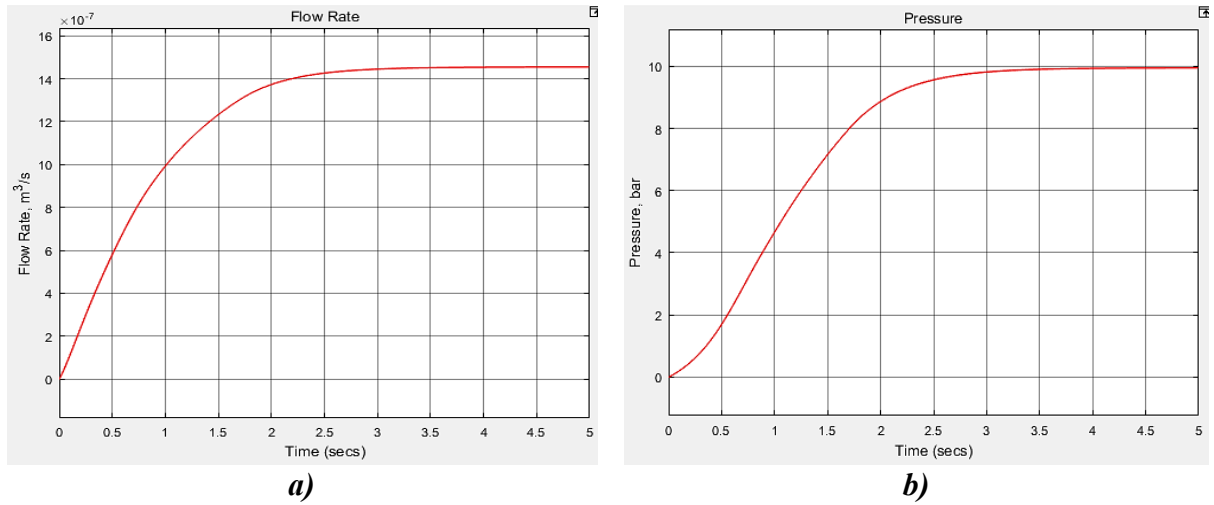 Flow Rate
×10⁻⁷
16
14
12
10
8
6
4
2
0
Flow Rate, m³/s
0 0.5 1 1.5 2 2.5 3 3.5 4 4.5 5
Time (secs)
a)
Pressure
10
8
6
4
2
0
Pressure, bar
0 0.5 1 1.5 2 2.5 3 3.5 4 4.5 5
Time (secs)
b)